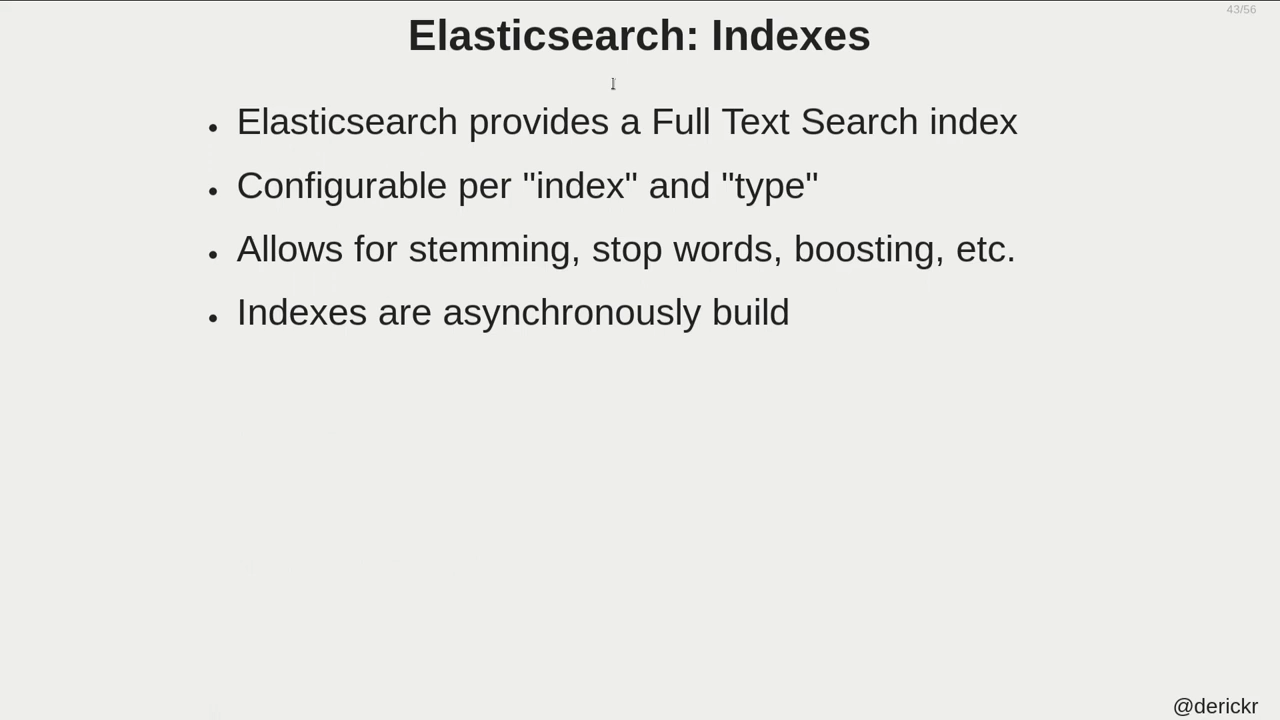 43/56
Elasticsearch: Indexes
• Elasticsearch provides a Full Text Search index
• Configurable per "index" and "type"
• Allows for stemming, stop words, boosting, etc.
• Indexes are asynchronously build
@derickr